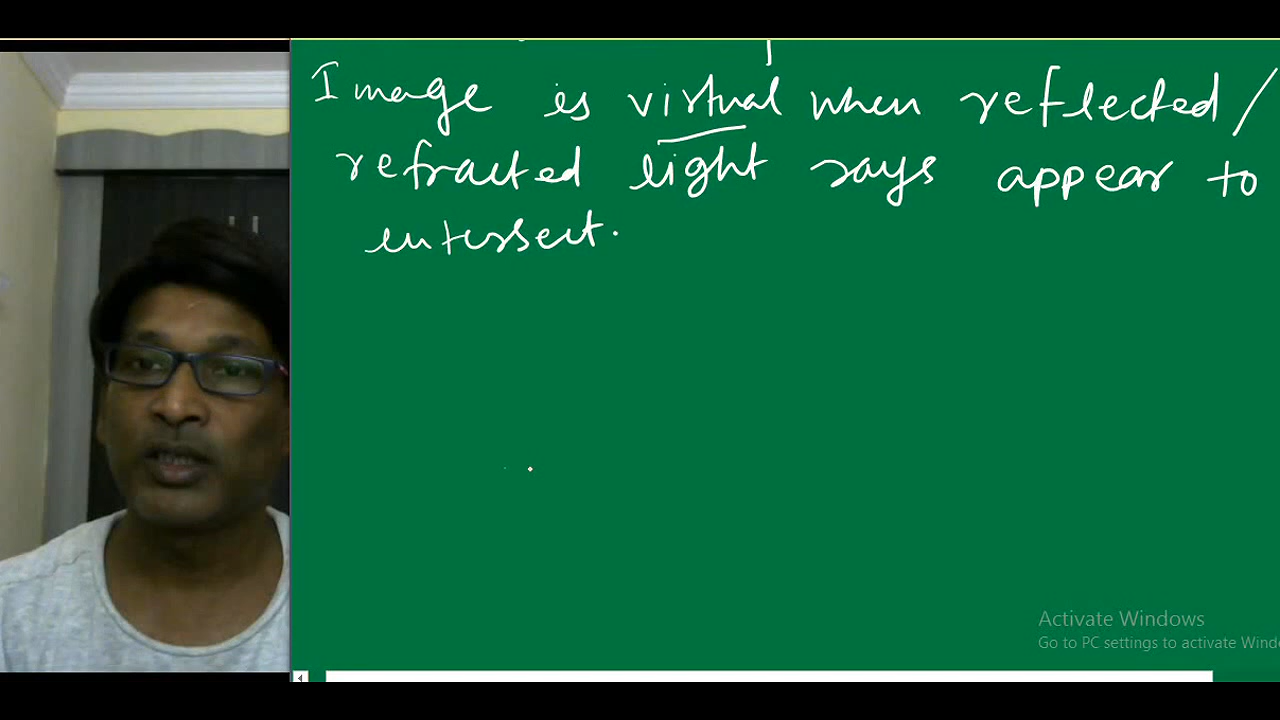 Image is virtual when reflected/
refracted light rays appear to
intersect.
Activate Windows
Go to PC settings to activate Wind